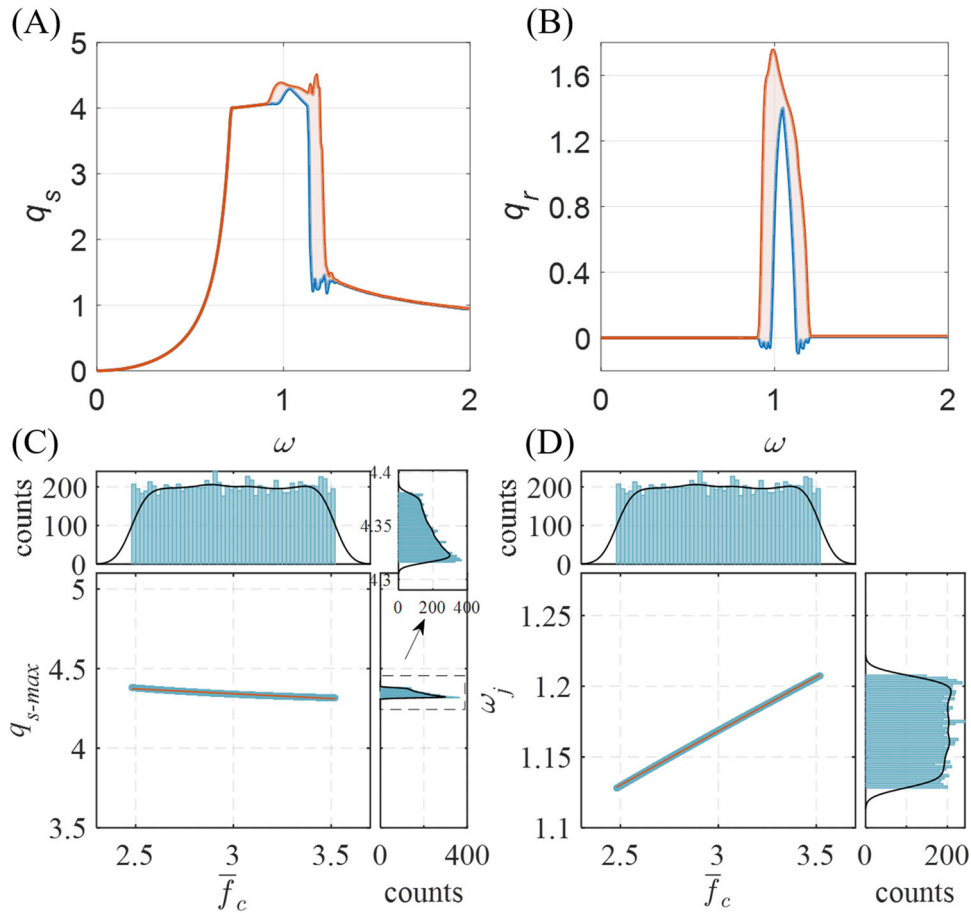 (A)
(B)
5
4
3
2
1
0
q_s
0
1
2
ω
1.6
1.2
0.8
0.4
0
q_r
0
1
2
ω
(C)
(D)
200
100
0
counts
4.4
4.35
4.3
0 200 400
5
4.5
4
3.5
q_{s-max}
2.5 3 3.5
f̅_c
0 400
counts
200
100
0
counts
1.25
1.2
1.15
1.1
ω_j
2.5 3 3.5
f̅_c
0 200
counts